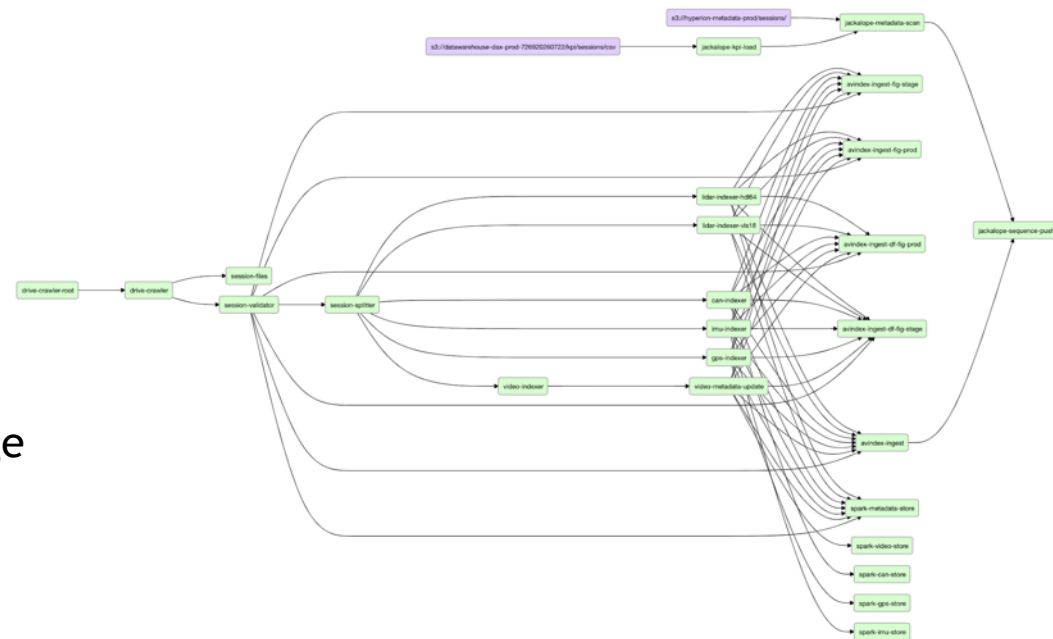 s3://hyperion-metadata-prod/sessions/
jackalope-metadata-scan
s3://datawarehouse-dax-prod-726920260722/kpi/sessions/csv
jackalope-kpi-load
avindex-ingest-fig-stage
avindex-ingest-fig-prod
lidar-indexer-hdl64
lidar-indexer-vls18
jackalope-sequence-push
avindex-ingest-df-fig-prod
session-files
drive-crawler-root
drive-crawler
session-validator
session-splitter
can-indexer
imu-indexer
avindex-ingest-df-fig-stage
gps-indexer
video-indexer
video-metadata-update
avindex-ingest
spark-metadata-store
spark-video-store
spark-can-store
spark-gps-store
spark-imu-store